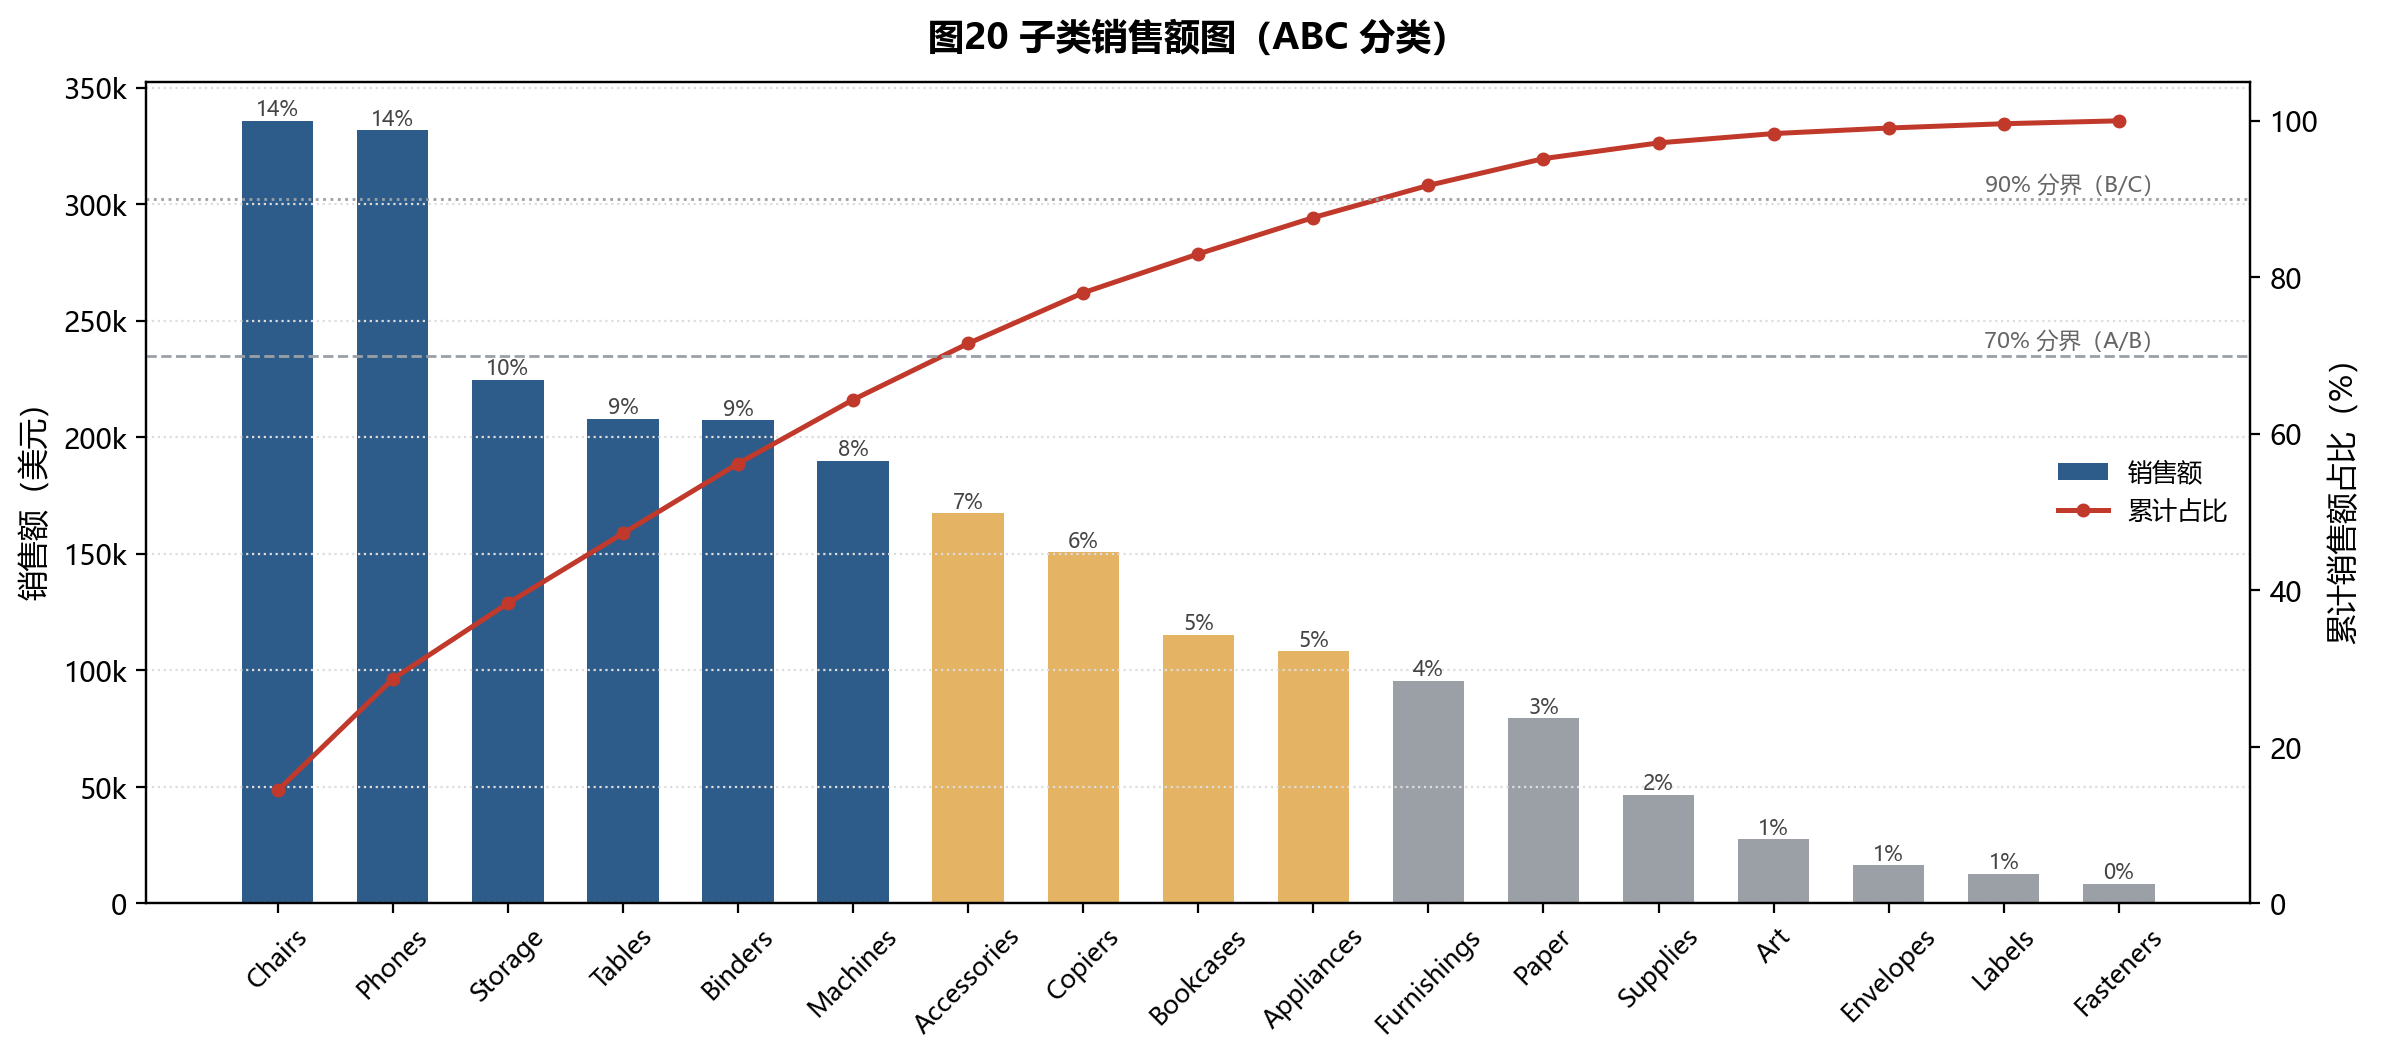 图20 子类销售额图（ABC 分类）
350k
300k
250k
200k
150k
100k
50k
0
销售额（美元）
14%
14%
10%
9%
9%
8%
7%
6%
5%
5%
4%
3%
2%
1%
1%
1%
0%
90% 分界（B/C）
70% 分界（A/B）
销售额
累计占比
100
80
60
40
20
0
累计销售额占比（%）
Chairs
Phones
Storage
Tables
Binders
Machines
Accessories
Copiers
Bookcases
Appliances
Furnishings
Paper
Supplies
Art
Envelopes
Labels
Fasteners